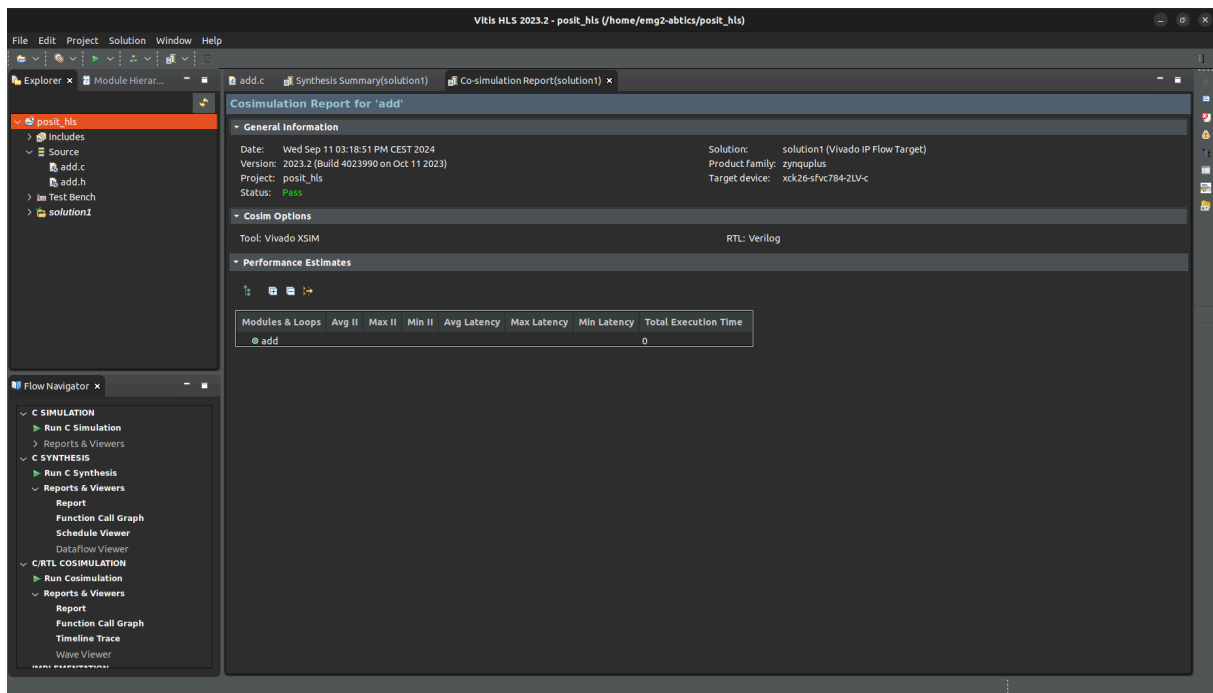 Vitis HLS 2023.2 - posit_hls (/home/emg2-abtics/posit_hls)
File Edit Project Solution Window Help
Explorer Module Hierar...
posit_hls
Includes
Source
add.c
add.h
Test Bench
solution1
add.c Synthesis Summary(solution1) Co-simulation Report(solution1)
Cosimulation Report for 'add'
General Information
Date: Wed Sep 11 03:18:51 PM CEST 2024
Version: 2023.2 (Build 4023990 on Oct 11 2023)
Project: posit_hls
Status: Pass
Solution: solution1 (Vivado IP Flow Target)
Product family: zynquplus
Target device: xck26-sfvc784-2LV-c
Cosim Options
Tool: Vivado XSIM RTL: Verilog
Performance Estimates
Modules & Loops Avg II Max II Min II Avg Latency Max Latency Min Latency Total Execution Time
add 0
Flow Navigator
C SIMULATION
Run C Simulation
Reports & Viewers
C SYNTHESIS
Run C Synthesis
Reports & Viewers
Report
Function Call Graph
Schedule Viewer
Dataflow Viewer
C/RTL COSIMULATION
Run Cosimulation
Reports & Viewers
Report
Function Call Graph
Timeline Trace
Wave Viewer